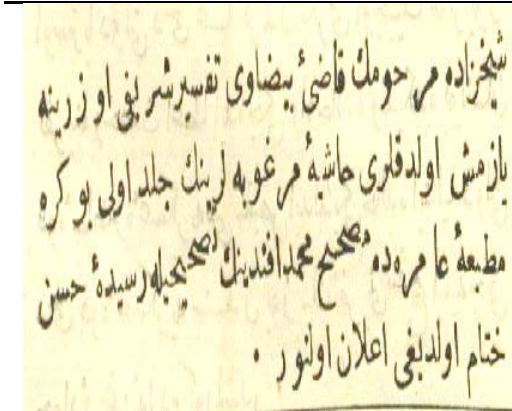 شیخزاده مرحومك قاضیٔ بیضاوی تفسیر شریفی اوزرینه
یازمش اولدقلری حاشیهٔ مرغوبه لرینك جلد اولی بو كره
مطبعهٔ عامره ده مصحح محمد افندینك تصحیحیله رسیدهٔ حسن
ختام اولدیغی اعلان اولنور .